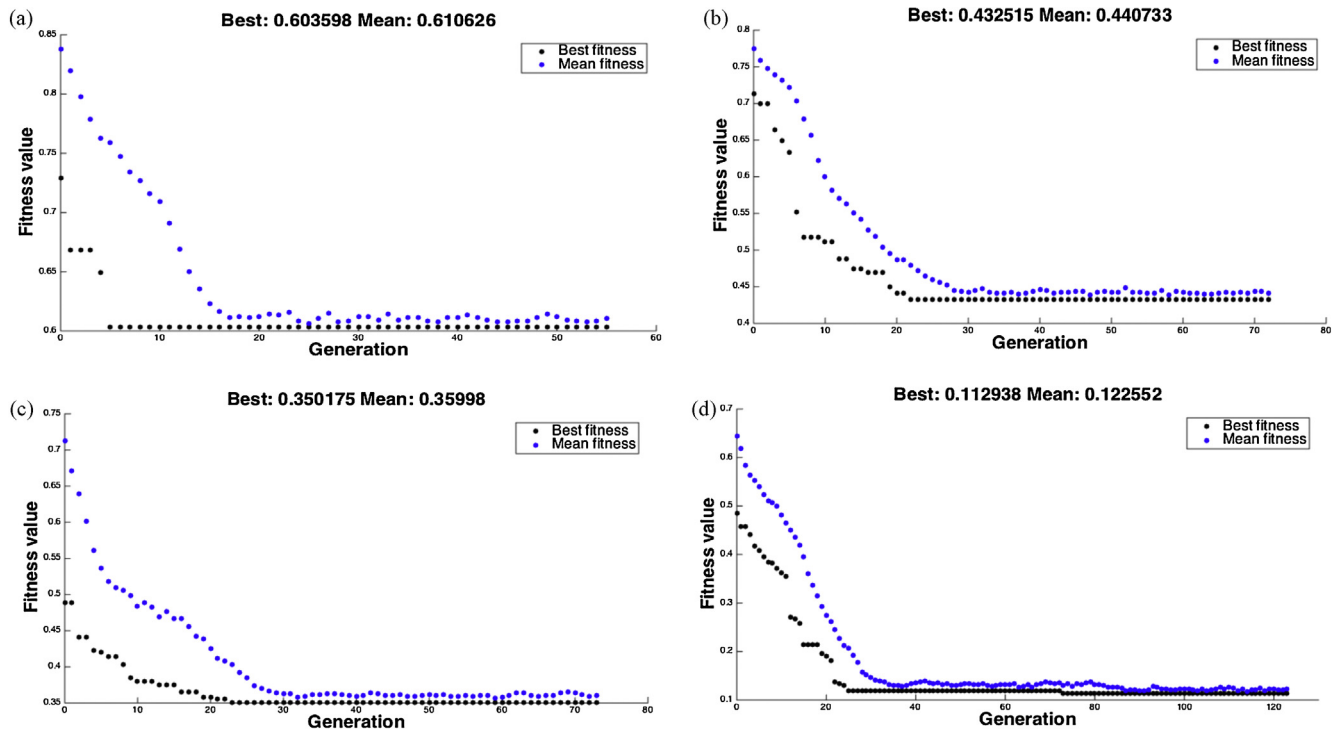 (a)
Best: 0.603598 Mean: 0.610626
Best fitness
Mean fitness
Fitness value
0.85
0.8
0.75
0.7
0.65
0.6
0 10 20 30 40 50 60
Generation
(b)
Best: 0.432515 Mean: 0.440733
Best fitness
Mean fitness
Fitness value
0.8
0.75
0.7
0.65
0.6
0.55
0.5
0.45
0.4
0 10 20 30 40 50 60 70 80
Generation
(c)
Best: 0.350175 Mean: 0.35998
Best fitness
Mean fitness
Fitness value
0.75
0.7
0.65
0.6
0.55
0.5
0.45
0.4
0.35
0 10 20 30 40 50 60 70 80
Generation
(d)
Best: 0.112938 Mean: 0.122552
Best fitness
Mean fitness
Fitness value
0.7
0.6
0.5
0.4
0.3
0.2
0.1
0 20 40 60 80 100 120
Generation